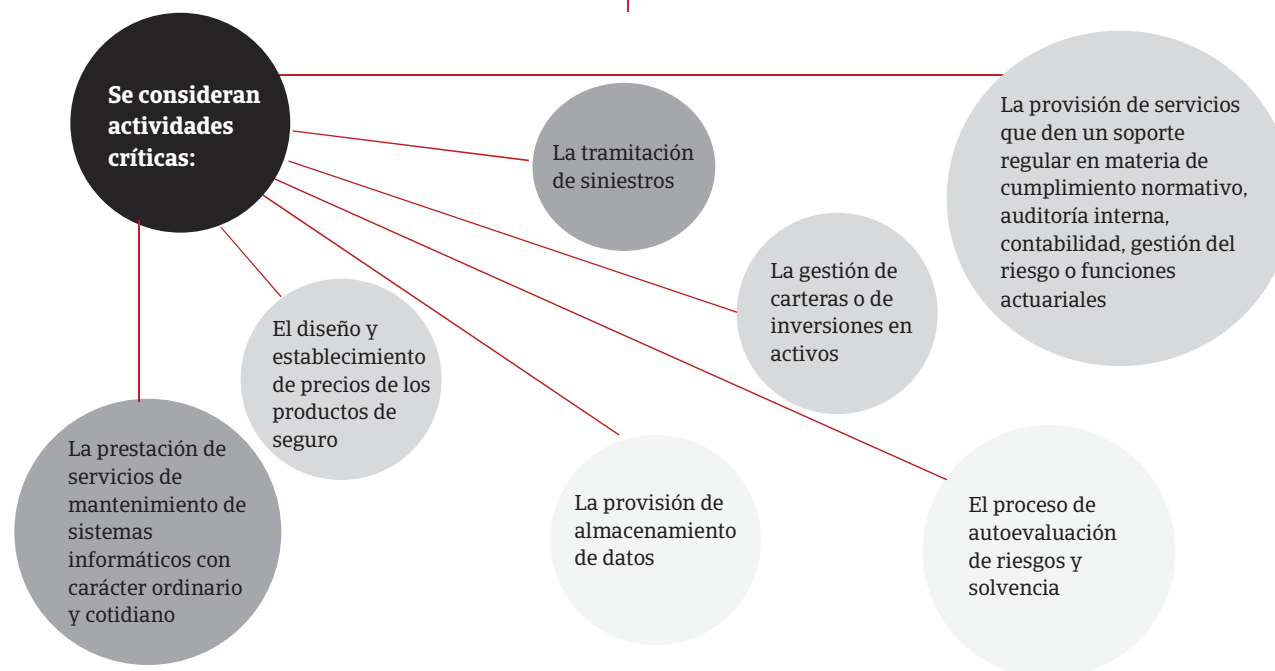 Se consideran
actividades
críticas:
La tramitación
de siniestros
La provisión de servicios
que den un soporte
regular en materia de
cumplimiento normativo,
auditoría interna,
contabilidad, gestión del
riesgo o funciones
actuariales
La gestión de
carteras o de
inversiones en
activos
El diseño y
establecimiento
de precios de los
productos de
seguro
La prestación de
servicios de
mantenimiento de
sistemas
informáticos con
carácter ordinario
y cotidiano
La provisión de
almacenamiento
de datos
El proceso de
autoevaluación
de riesgos y
solvencia